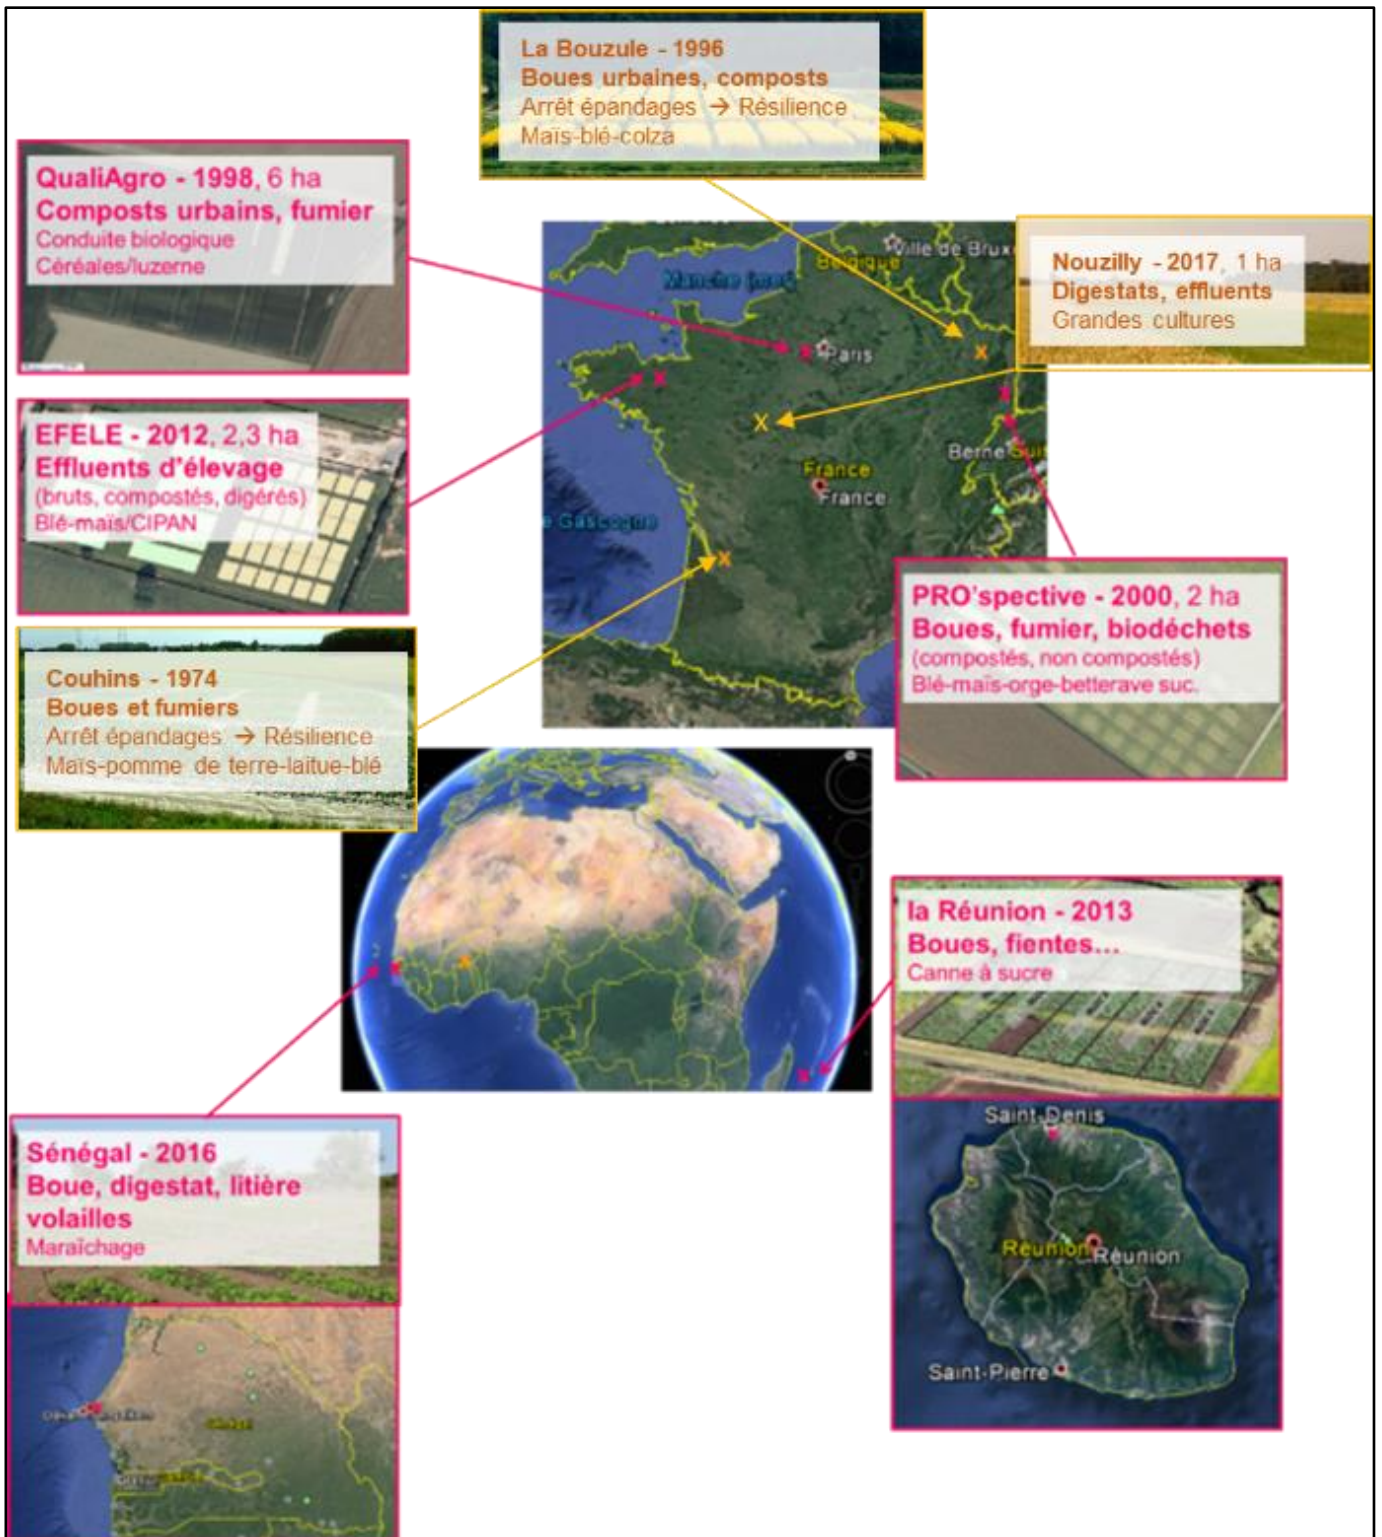 La Bouzule - 1996
Boues urbaines, composts
Arrêt épandages → Résilience
Maïs-blé-colza
QualiAgro - 1998, 6 ha
Composts urbains, fumier
Conduite biologique
Céréales/luzerne
Nouzilly - 2017, 1 ha
Digestats, effluents
Grandes cultures
Ville de Brux
Belgique
Manche (mer)
Paris
Berne
France
France
e Gascogne
EFELE - 2012, 2,3 ha
Effluents d'élevage
(bruts, compostés, digérés)
Blé-maïs/CIPAN
PRO'spective - 2000, 2 ha
Boues, fumier, biodéchets
(compostés, non compostés)
Blé-maïs-orge-betterave suc.
Couhins - 1974
Boues et fumiers
Arrêt épandages → Résilience
Maïs-pomme de terre-laitue-blé
la Réunion - 2013
Boues, fientes...
Canne à sucre
Saint-Denis
Réunion
Réunion
Saint-Pierre
Sénégal - 2016
Boue, digestat, litière
volailles
Maraîchage
Sénégal